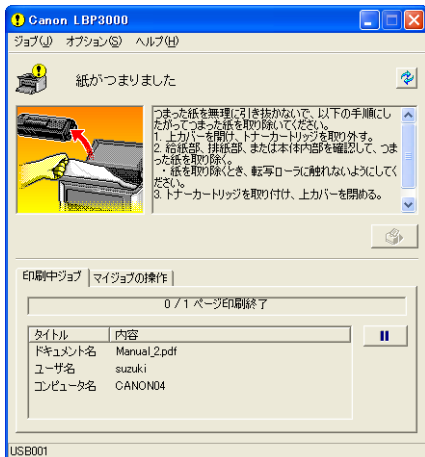 Canon LBP3000
ジョブ(J) オプション(S) ヘルプ(H)
紙がつまりました
つまった紙を無理に引き抜かないで、以下の手順にし
たがってつまった紙を取り除いてください。
1. 上カバーを開け、トナーカートリッジを取り外す。
2. 給紙部、排紙部、または本体内部を確認して、つま
った紙を取り除く。
・紙を取り除くとき、転写ローラに触れないようにしてく
ださい。
3. トナーカートリッジを取り付け、上カバーを閉める。
印刷中ジョブ マイジョブの操作
0 / 1 ページ印刷終了
タイトル 内容
ドキュメント名 Manual_2.pdf
ユーザ名 suzuki
コンピュータ名 CANON04
USB001